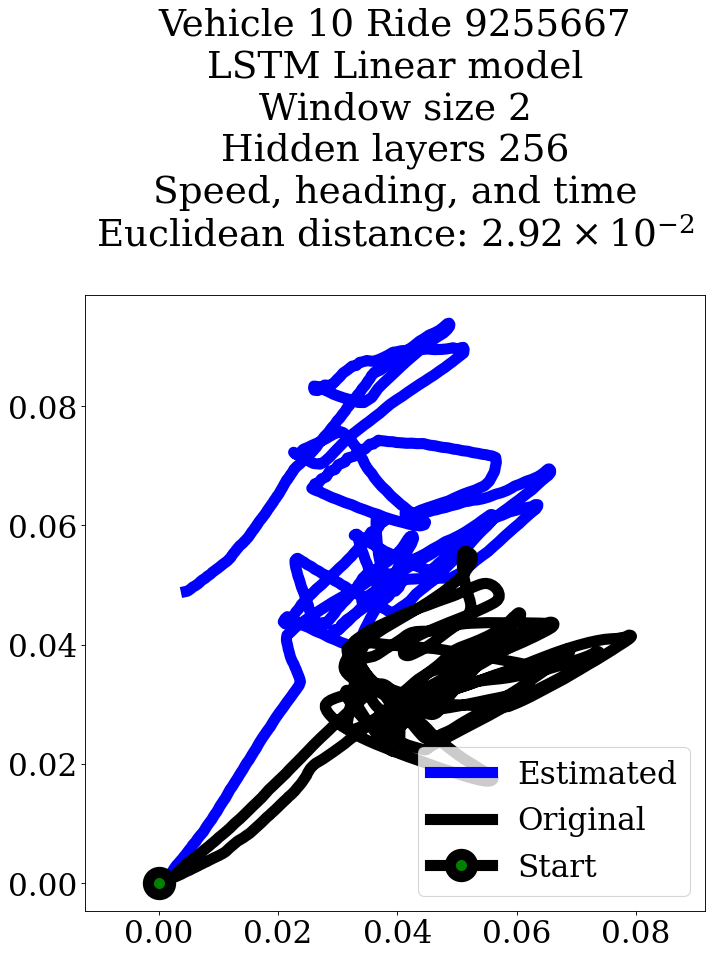 Vehicle 10 Ride 9255667
LSTM Linear model
Window size 2
Hidden layers 256
Speed, heading, and time
Euclidean distance: 2.92 × 10⁻²
0.08
0.06
0.04
0.02
0.00
Estimated
Original
Start
0.00 0.02 0.04 0.06 0.08